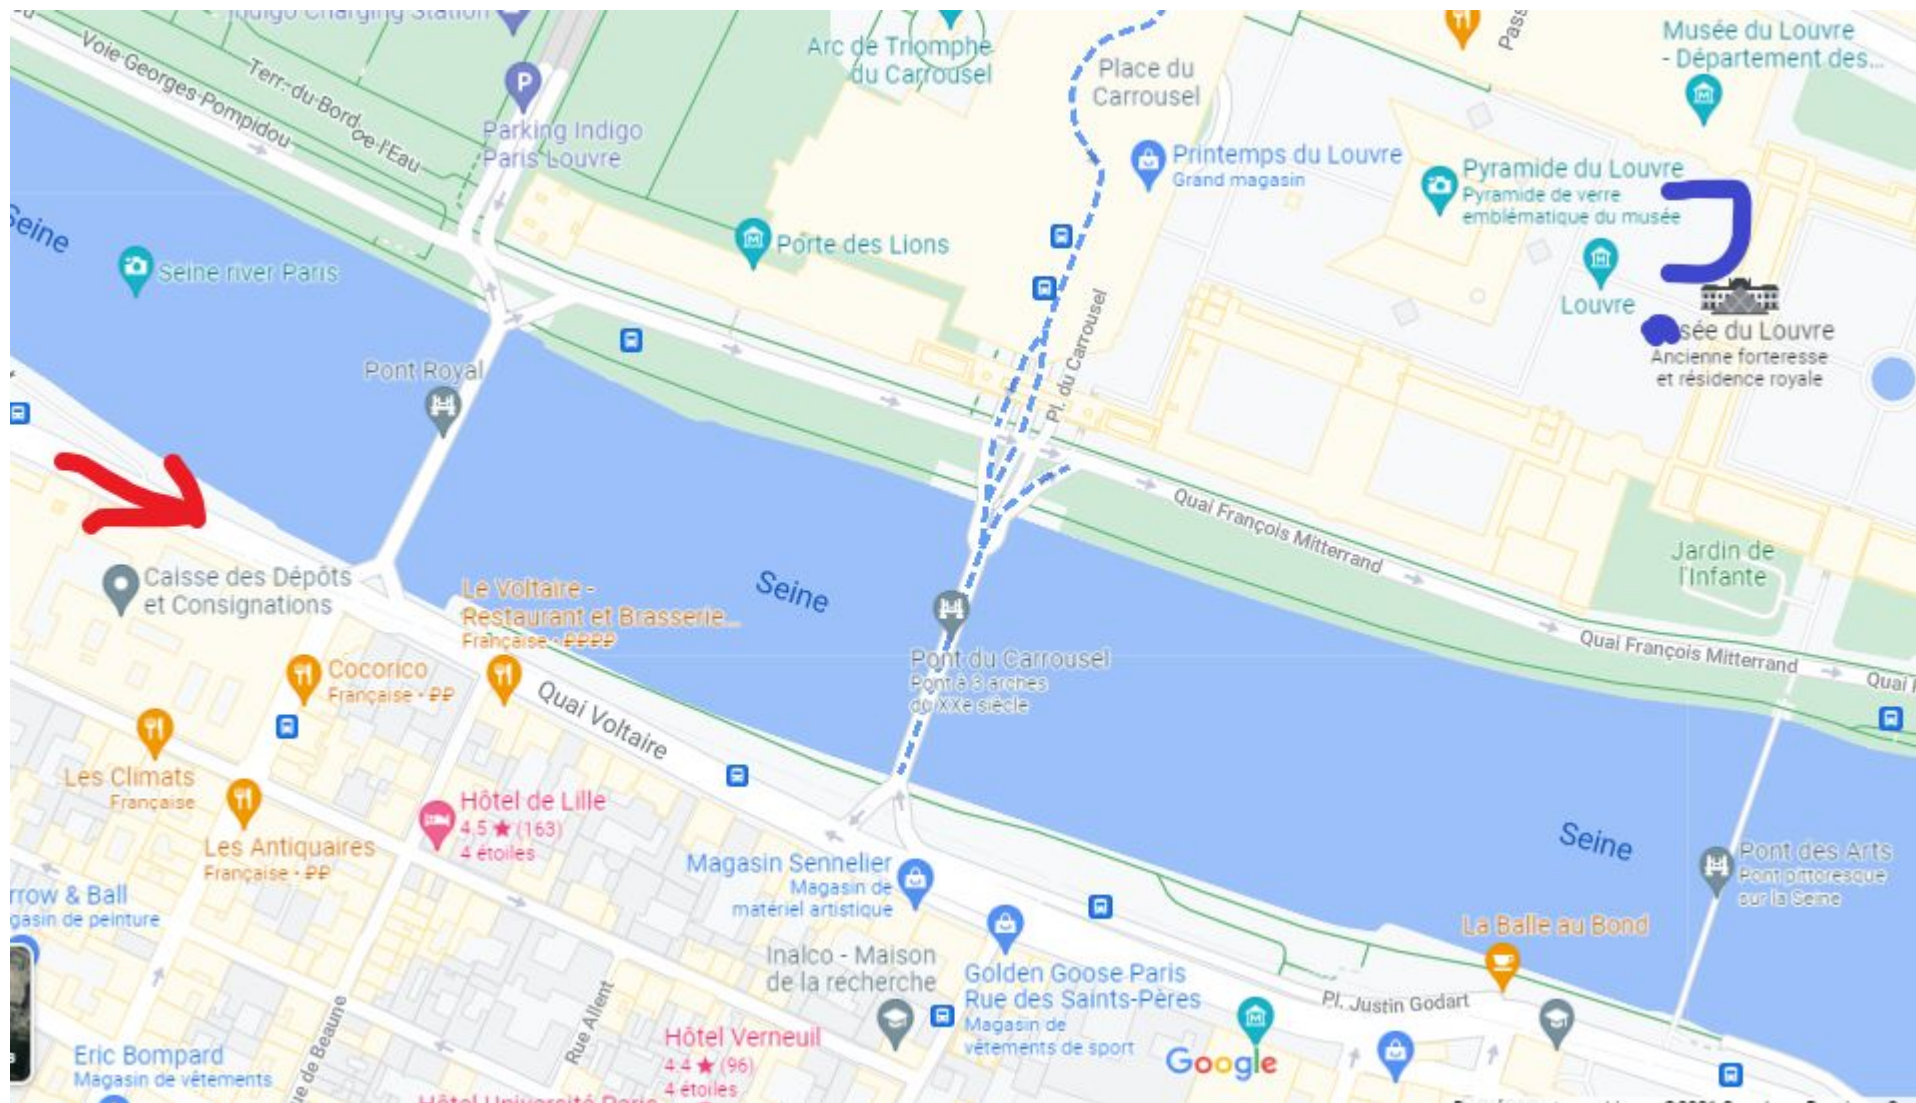 Indigo Charging Station
Voie Georges Pompidou
Terr. du Bord de l'Eau
Parking Indigo
Paris Louvre
Arc de Triomphe
du Carrousel
Place du
Carrousel
Musée du Louvre
- Département des...
Printemps du Louvre
Grand magasin
Pyramide du Louvre
Pyramide de verre
emblématique du musée
Seine
Seine river Paris
Porte des Lions
Louvre
sée du Louvre
Ancienne forteresse
et résidence royale
Pl. du Carrousel
Pont Royal
Quai François Mitterrand
Jardin de
l'Infante
Quai François Mitterrand
Quai
Caisse des Dépôts
et Consignations
Le Voltaire -
Restaurant et Brasserie...
Française · ₽₽₽₽
Seine
Pont du Carrousel
Pont à 3 arches
du XXe siècle
Cocorico
Française · ₽₽
Quai Voltaire
Les Climats
Française
Hôtel de Lille
4,5 ★ (163)
4 étoiles
Les Antiquaires
Française · ₽₽
Magasin Sennelier
Magasin de
matériel artistique
Seine
Pont des Arts
Pont pittoresque
sur la Seine
rrow & Ball
gasin de peinture
La Balle au Bond
Inalco - Maison
de la recherche
Golden Goose Paris
Rue des Saints-Pères
Magasin de
vêtements de sport
Pl. Justin Godart
Rue Allent
ue de Beaune
Hôtel Verneuil
4,4 ★ (96)
4 étoiles
Eric Bompard
Magasin de vêtements
Google
Hôtel Université Paris